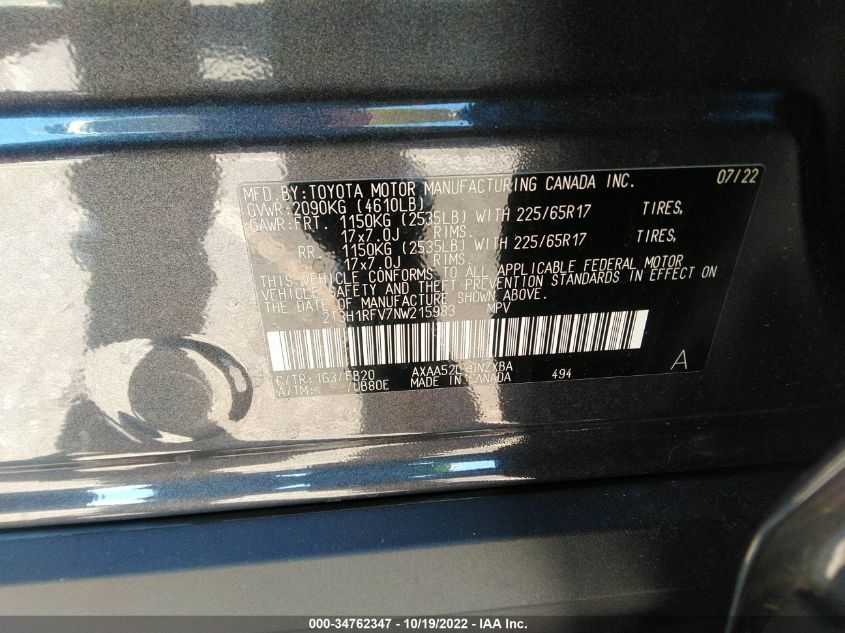 MFD. BY: TOYOTA MOTOR MANUFACTURING CANADA INC. 07/22
GVWR: 2090KG (4610LB)
GAWR: FRT. 1150KG (2535LB) WITH 225/65R17 TIRES,
17x7.0J RIMS.
RR. 1150KG (2535LB) WITH 225/65R17 TIRES,
17x7.0J RIMS.
THIS VEHICLE CONFORMS TO ALL APPLICABLE FEDERAL MOTOR
VEHICLE SAFETY AND THEFT PREVENTION STANDARDS IN EFFECT ON
THE DATE OF MANUFACTURE SHOWN ABOVE.
2T3H1RFV7NW215983 MPV
C/TR: 1G3/EB20
A/TM: /UB80E MADE IN CANADA 494
A
000-34762347 - 10/19/2022 - IAA Inc.